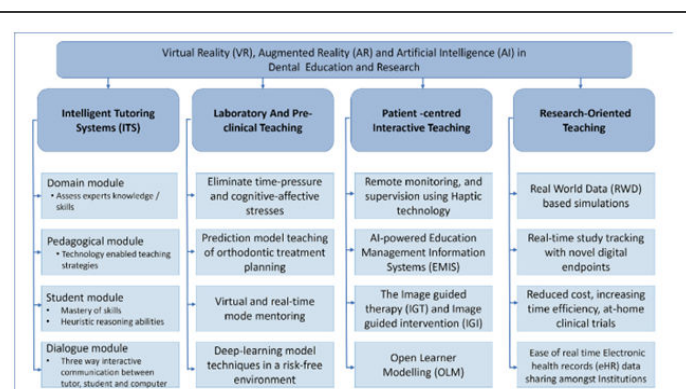 Virtual Reality (VR), Augmented Reality (AR) and Artificial Intelligence (AI) in
Dental Education and Research
Intelligent Tutoring
Systems (ITS)
Domain module
• Assess experts knowledge /
skills
Pedagogical module
• Technology enabled teaching
strategies
Student module
• Mastery of skills
• Heuristic reasoning abilities
Dialogue module
• Three way interactive
communication between
tutor, student and computer
Laboratory And Pre-
clinical Teaching
Eliminate time-pressure
and cognitive-affective
stresses
Prediction model teaching
of orthodontic treatment
planning
Virtual and real-time
mode mentoring
Deep-learning model
techniques in a risk-free
environment
Patient -centred
Interactive Teaching
Remote monitoring, and
supervision using Haptic
technology
AI-powered Education
Management Information
Systems (EMIS)
The Image guided
therapy (IGT) and Image
guided intervention (IGI)
Open Learner
Modelling (OLM)
Research-Oriented
Teaching
Real World Data (RWD)
based simulations
Real-time study tracking
with novel digital
endpoints
Reduced cost, increasing
time efficiency, at-home
clinical trials
Ease of real time Electronic
health records (eHR) data
sharing amongst Institutions